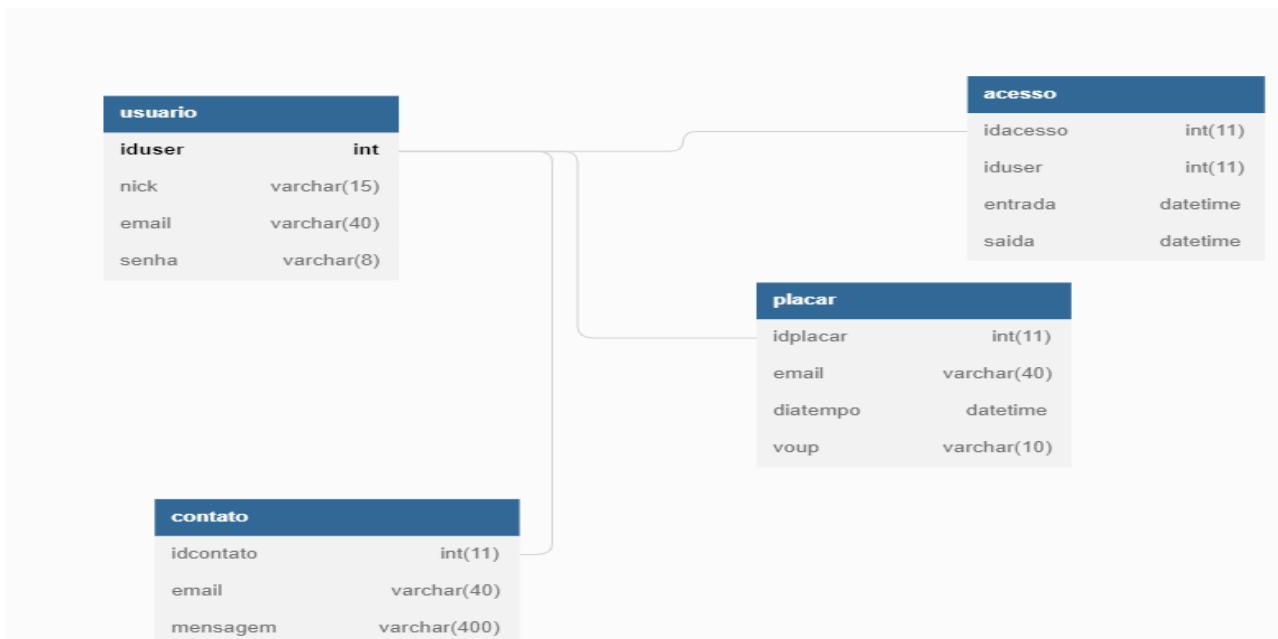 usuario
iduser int
nick varchar(15)
email varchar(40)
senha varchar(8)
acesso
idacesso int(11)
iduser int(11)
entrada datetime
saida datetime
placar
idplacar int(11)
email varchar(40)
diatempo datetime
voup varchar(10)
contato
idcontato int(11)
email varchar(40)
mensagem varchar(400)